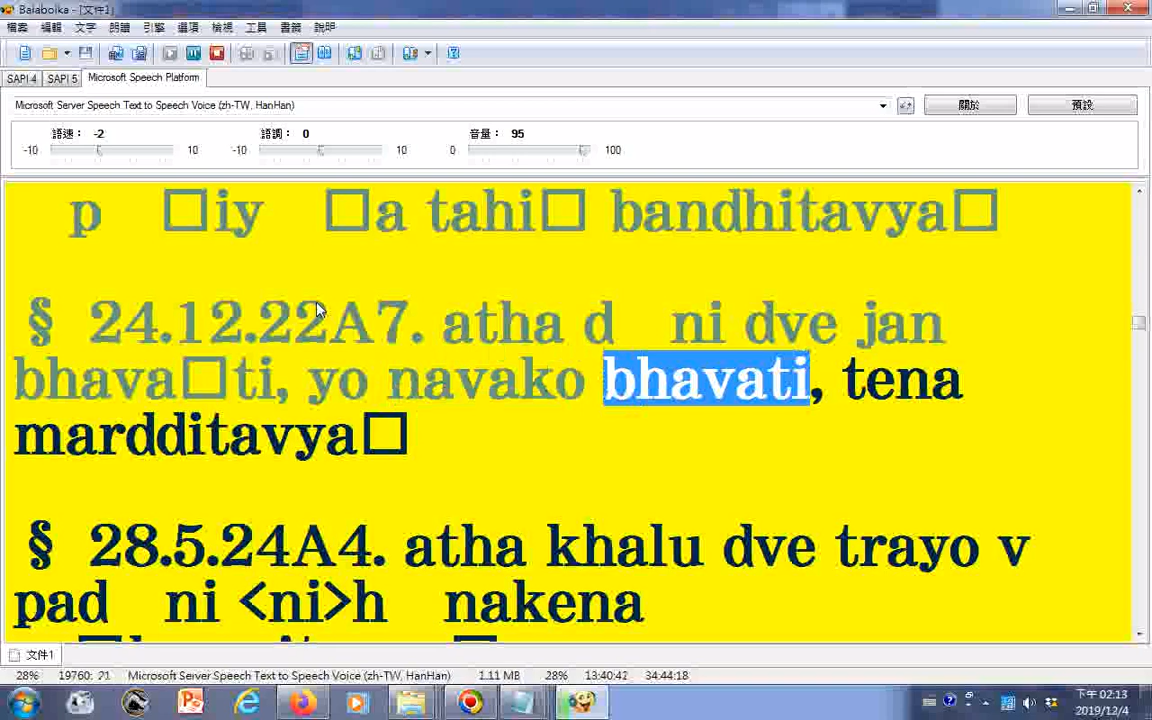 Balabolka - [文件1]
檔案 編輯 文字 朗讀 引擎 選項 檢視 工具 書籤 說明
SAPI 4 SAPI 5 Microsoft Speech Platform
Microsoft Server Speech Text to Speech Voice (zh-TW, HanHan) 關於 預設
語速： -2 語調： 0 音量： 95
-10 10 -10 10 0 100
p □iy □a tahi□ bandhitavya□
§ 24.12.22A7. atha d ni dve jan
bhava□ti, yo navako bhavati, tena
mardditavya□
§ 28.5.24A4. atha khalu dve trayo v
pad ni <ni>h nakena
文件1
28% 19760: 21 Microsoft Server Speech Text to Speech Voice (zh-TW, HanHan) 1.11 MB 28% 13:40:42 34:44:18
下午 02:13
2019/12/4